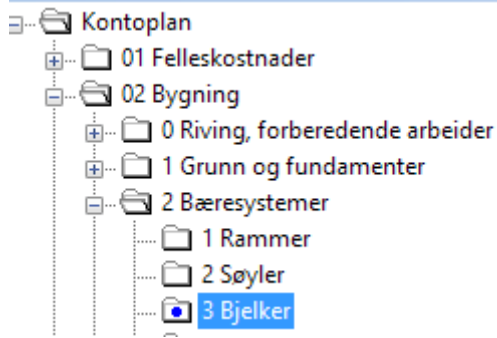 Kontoplan
01 Felleskostnader
02 Bygning
0 Riving, forberedende arbeider
1 Grunn og fundamenter
2 Bæresystemer
1 Rammer
2 Søyler
3 Bjelker